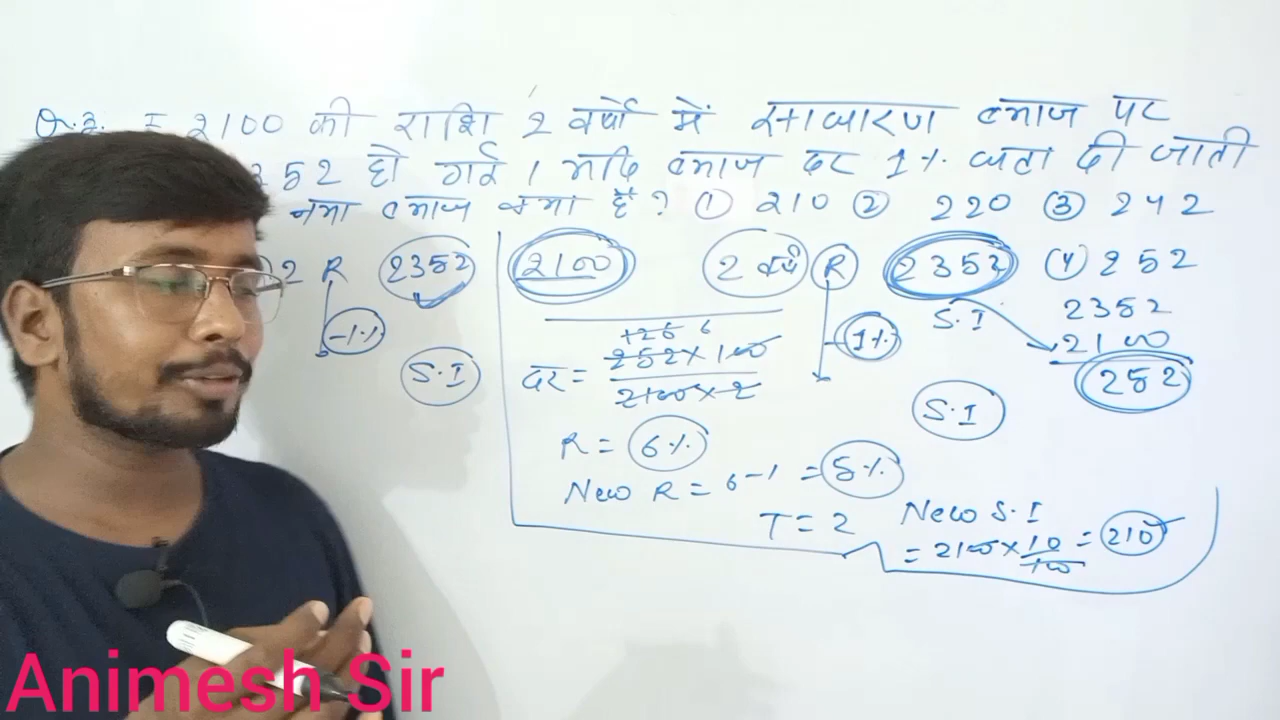 Q.2. ₹ 2100 की राशि 2 वर्षो में साधारण ब्याज पर
352 हो गई । यदि ब्याज दर 1% घटा दी जाती
नया ब्याज क्या है ? ① 210 ② 220 ③ 242
2 R 2352
-1%
S.I
2100 2 वर्ष R 2352 ④ 252
S.I 2352
2100
252
1%
दर = 252×100
2100×2
126 6
S.I
R = 6%
New R = 6-1 = 5%
T = 2
New S.I
= 2100×10 = 210
100
Animesh Sir